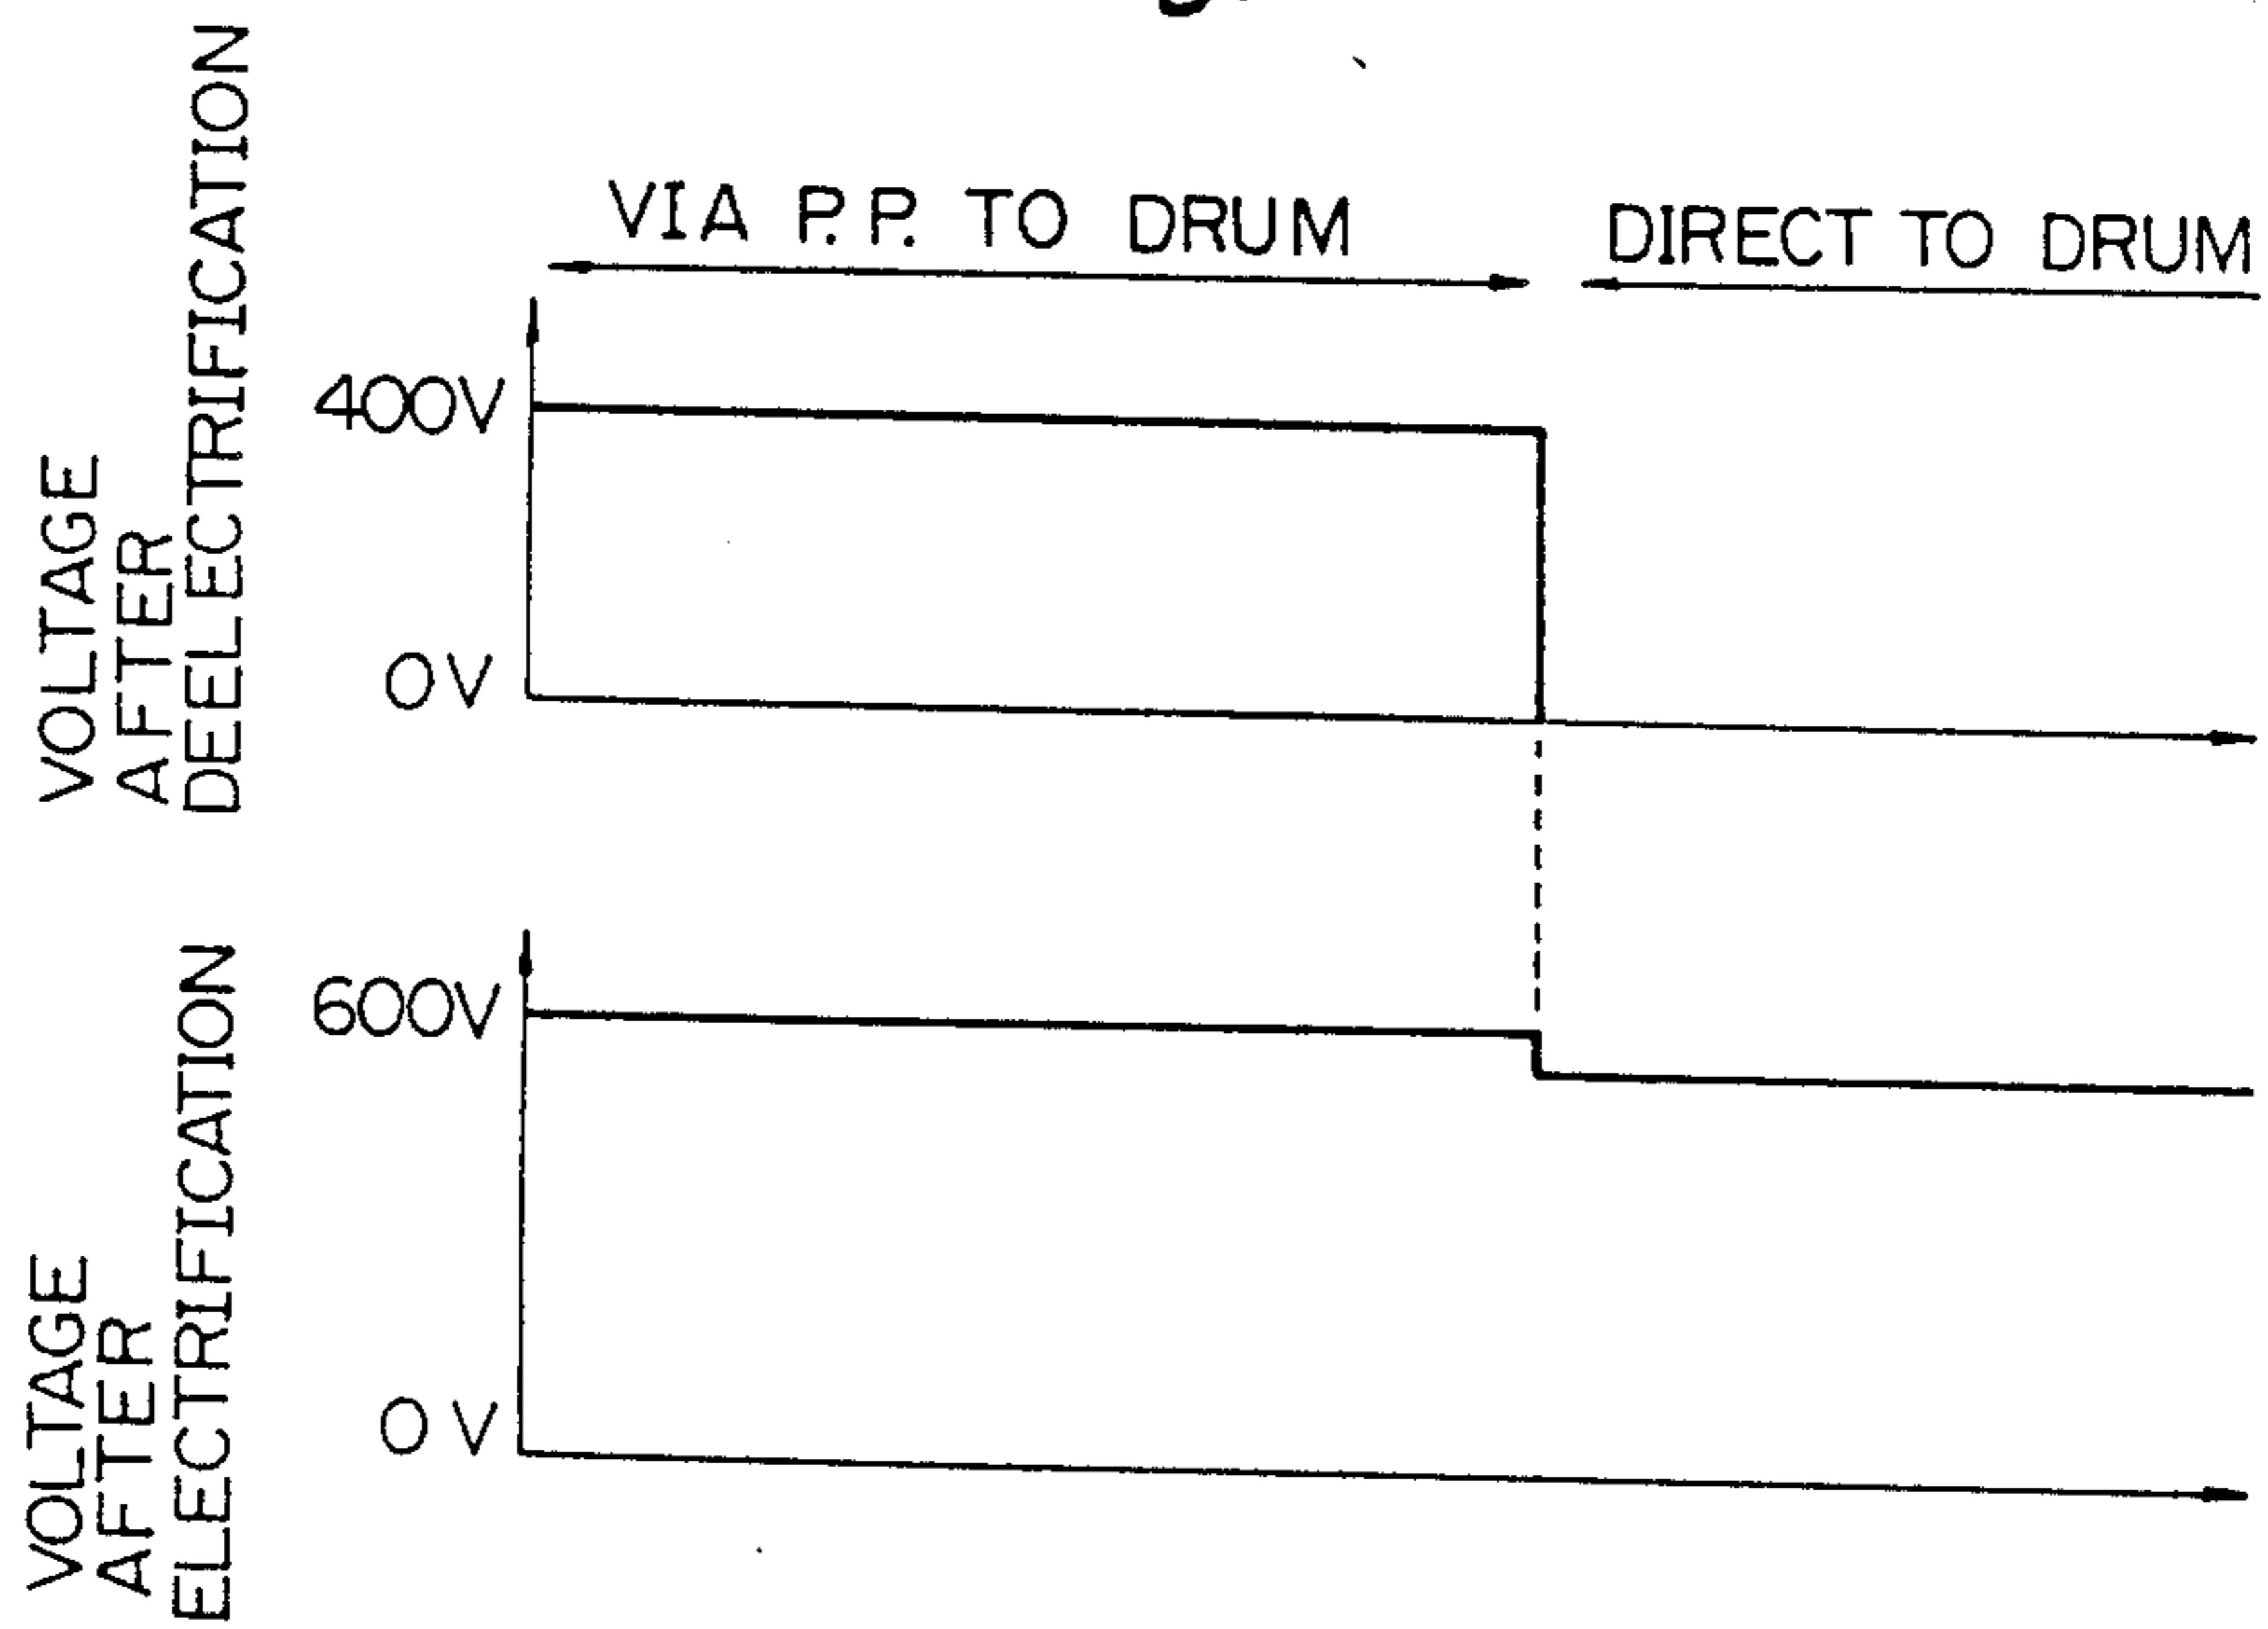 VIA P.P. TO DRUM
DIRECT TO DRUM
VOLTAGE
AFTER
DEELECTRIFICATION
400V
0V
VOLTAGE
AFTER
ELECTRIFICATION
600V
0V